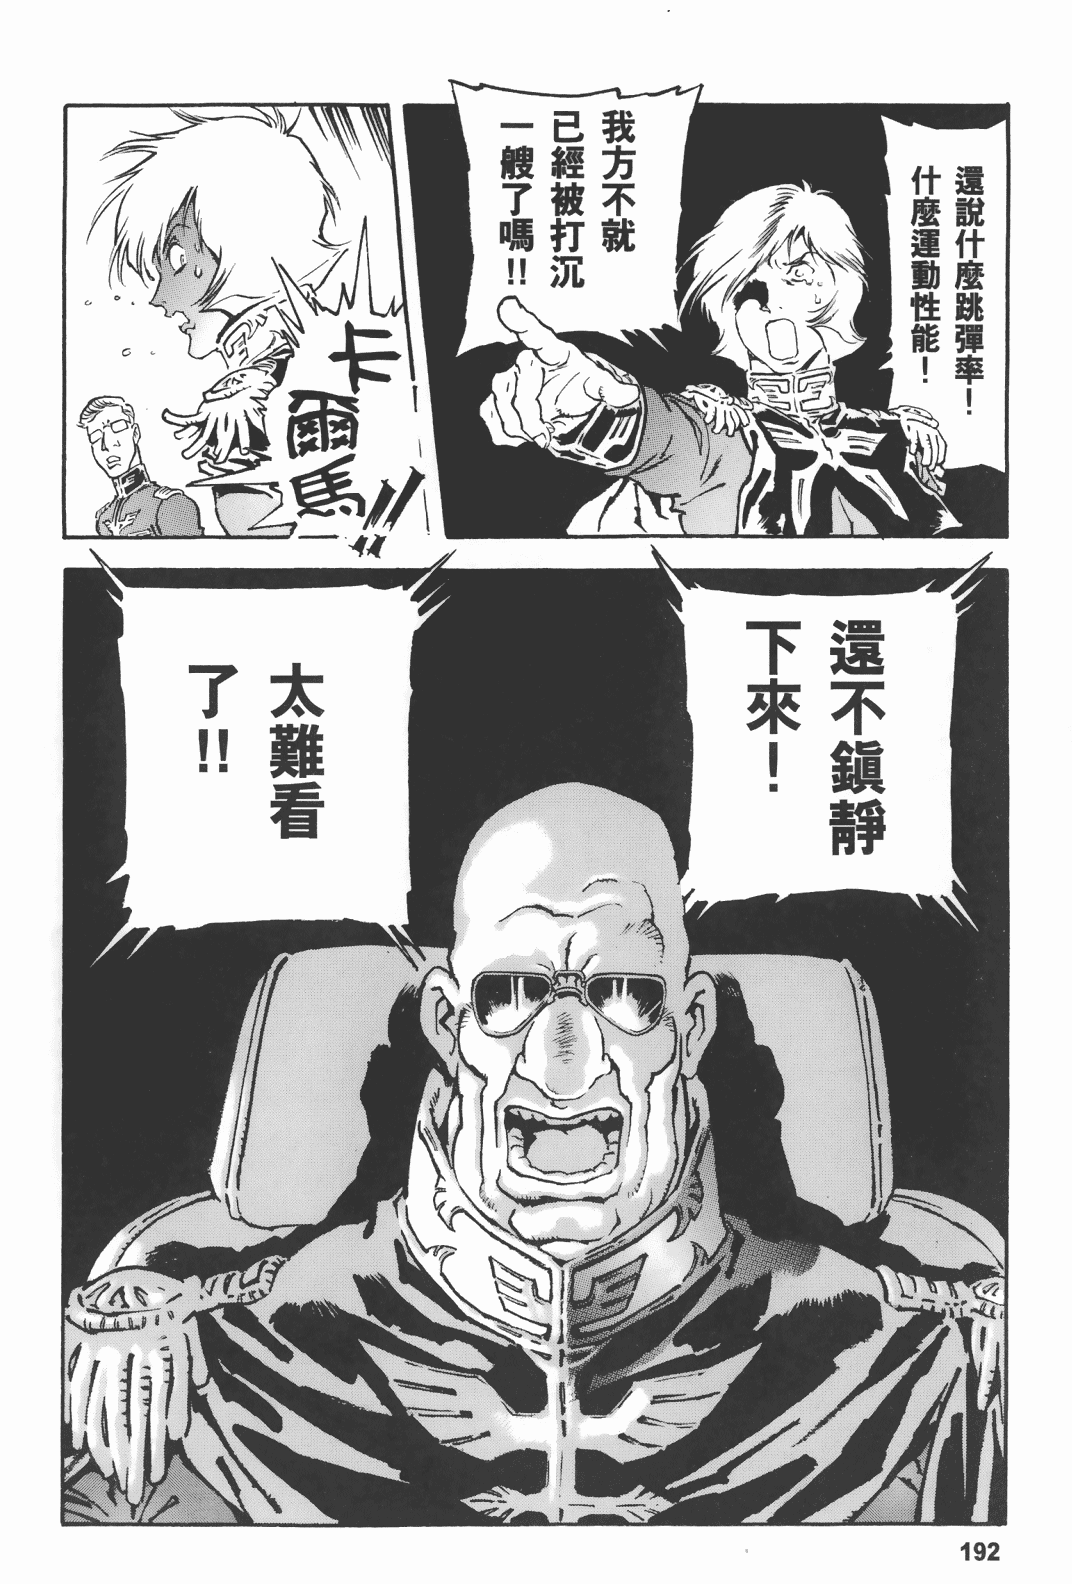 還說什麼跳彈率！
什麼運動性能！
我方不就
已經被打沉
一艘了嗎!!
卡
爾
馬!!
還不鎮靜
下來！
太難看
了!!
192